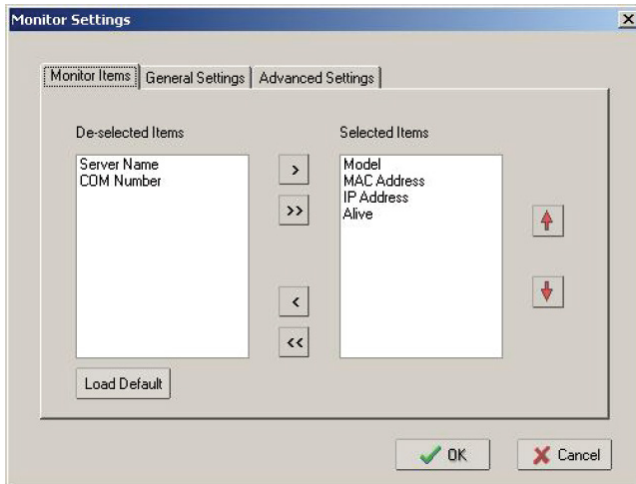 Monitor Settings
Monitor Items General Settings Advanced Settings
De-selected Items
Server Name
COM Number
>
>>
<
<<
Selected Items
Model
MAC Address
IP Address
Alive
Load Default
OK Cancel